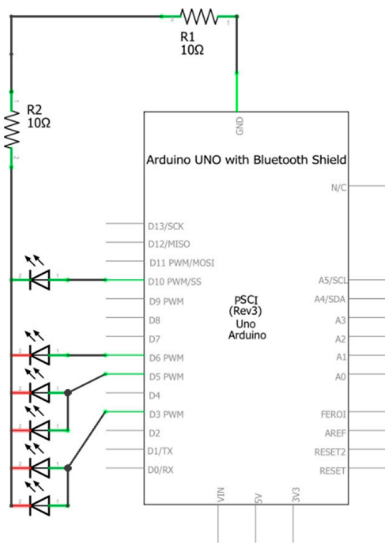 R1
10Ω
R2
10Ω
GND
Arduino UNO with Bluetooth Shield
N/C
D13/SCK
D12/MISO
D11 PWM/MOSI
D10 PWM/SS
A5/SCL
D9 PWM
A4/SDA
PSCI
(Rev3)
Uno
Arduino
D8
A3
D7
A2
D6 PWM
A1
D5 PWM
A0
D4
D3 PWM
FEROI
D2
AREF
D1/TX
RESET2
D0/RX
RESET
VIN
5V
3V3